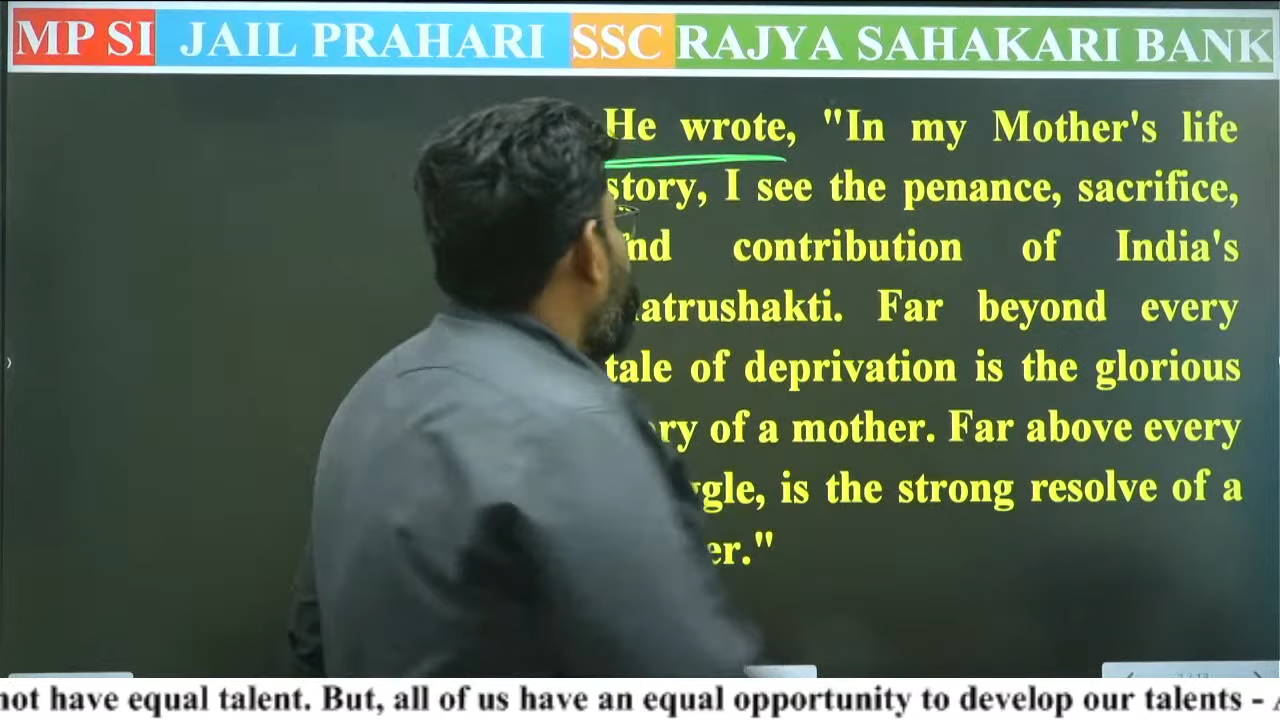 MP SI JAIL PRAHARI SSC RAJYA SAHAKARI BANK
He wrote, "In my Mother's life
story, I see the penance, sacrifice,
contribution of India's
Far beyond every
tale of deprivation is the glorious
of a mother. Far above every
is the strong resolve of a
not have equal talent. But, all of us have an equal opportunity to develop our talents -